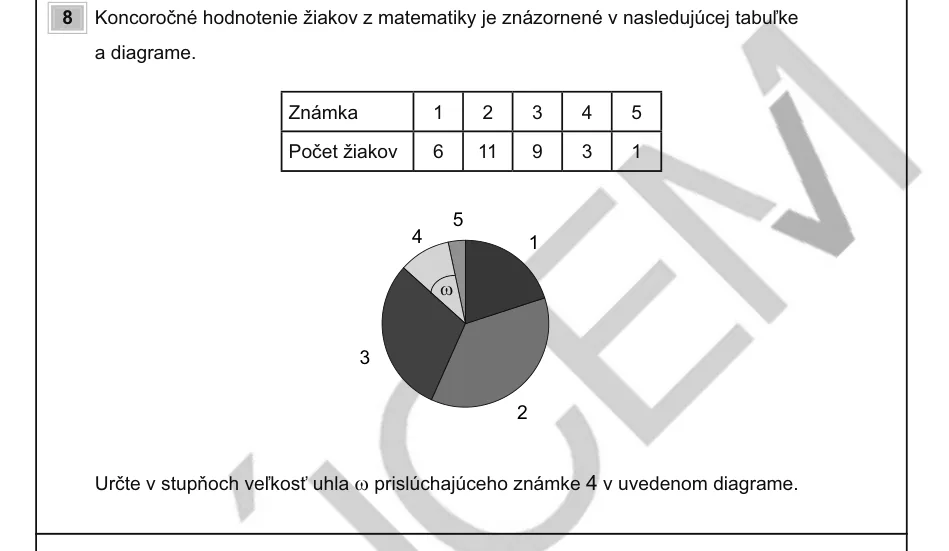 8 Koncoročné hodnotenie žiakov z matematiky je znázornené v nasledujúcej tabuľke
a diagrame.
Známka 1 2 3 4 5
Počet žiakov 6 11 9 3 1
5
4
1
ω
3
2
Určte v stupňoch veľkosť uhla ω prislúchajúceho známke 4 v uvedenom diagrame.
ÍCEM